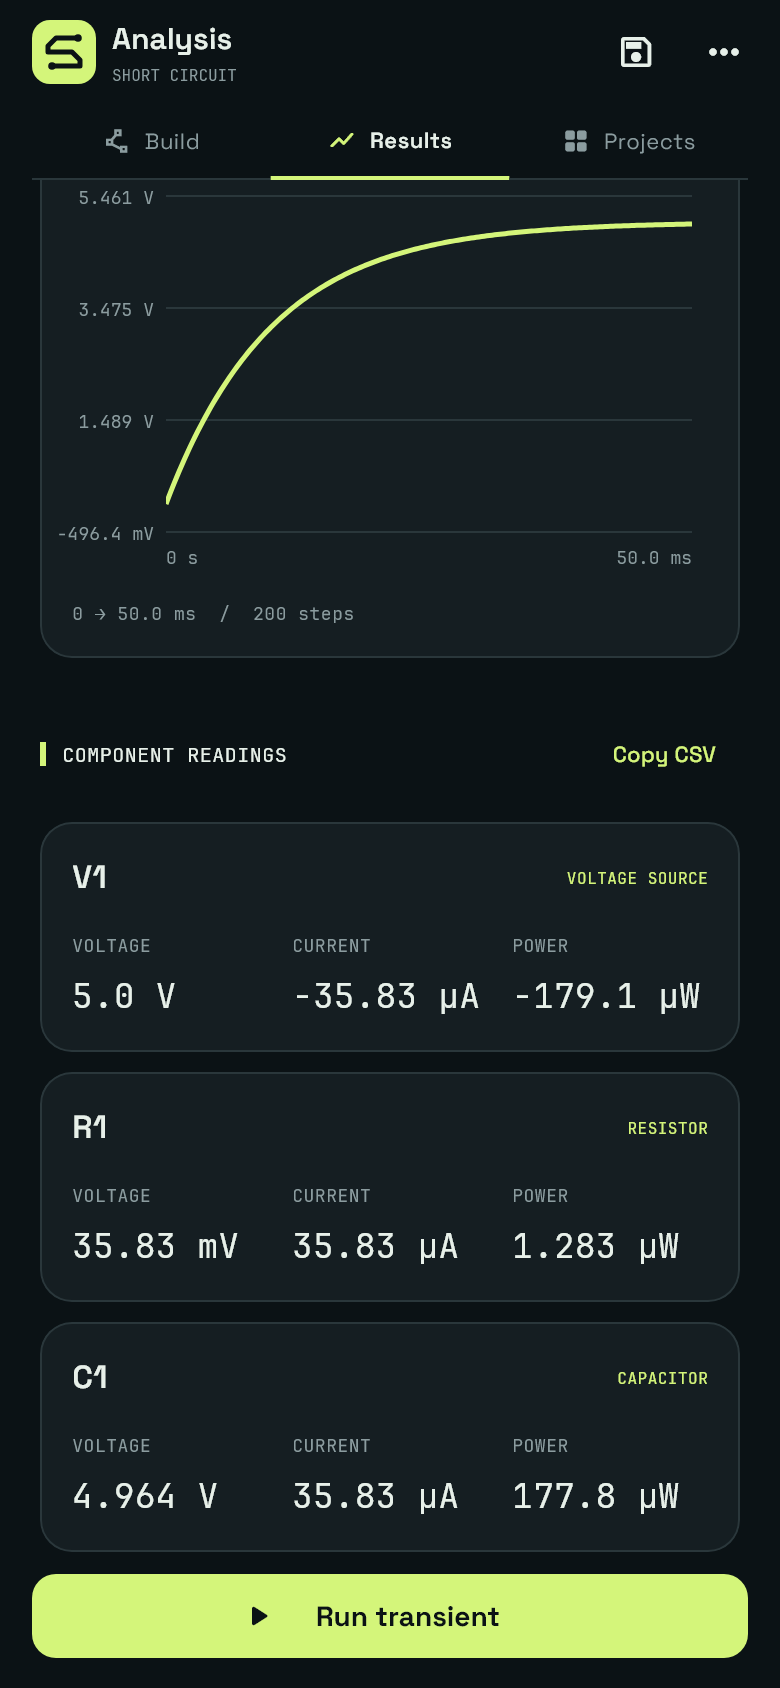 Analysis
SHORT CIRCUIT
Build
Results
Projects
5.461 V
3.475 V
1.489 V
-496.4 mV
0 s
50.0 ms
0 → 50.0 ms / 200 steps
COMPONENT READINGS
Copy CSV
V1
VOLTAGE SOURCE
VOLTAGE
CURRENT
POWER
5.0 V
-35.83 µA
-179.1 µW
R1
RESISTOR
VOLTAGE
CURRENT
POWER
35.83 mV
35.83 µA
1.283 µW
C1
CAPACITOR
VOLTAGE
CURRENT
POWER
4.964 V
35.83 µA
177.8 µW
Run transient